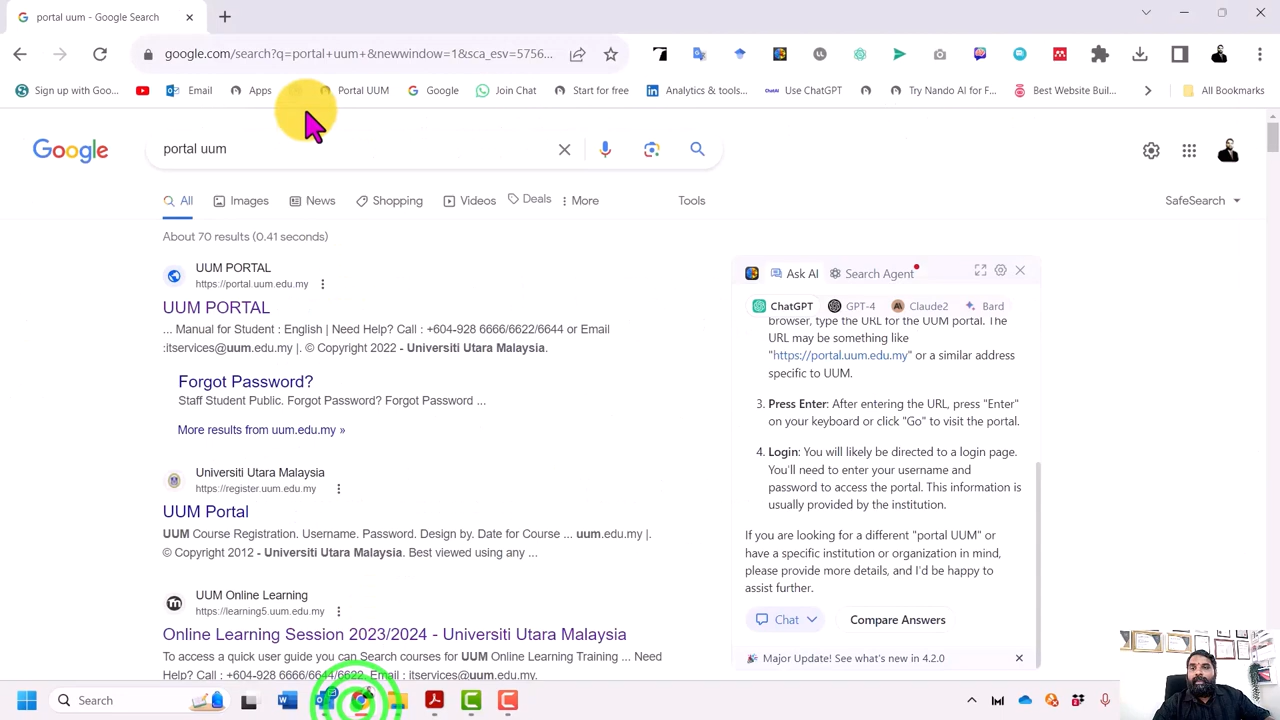 portal uum - Google Search
google.com/search?q=portal+uum+&newwindow=1&sca_esv=5756...
Sign up with Goo...
Email
Apps
Portal UUM
Google
Join Chat
Start for free
Analytics & tools...
Use ChatGPT
Try Nando AI for F...
Best Website Buil...
All Bookmarks
Google
portal uum
All
Images
News
Shopping
Videos
Deals
More
Tools
SafeSearch
About 70 results (0.41 seconds)
UUM PORTAL
https://portal.uum.edu.my
UUM PORTAL
... Manual for Student : English | Need Help? Call : +604-928 6666/6622/6644 or Email
:itservices@uum.edu.my |. © Copyright 2022 - Universiti Utara Malaysia.
Forgot Password?
Staff Student Public. Forgot Password? Forgot Password ...
More results from uum.edu.my »
Universiti Utara Malaysia
https://register.uum.edu.my
UUM Portal
UUM Course Registration. Username. Password. Design by. Date for Course ... uum.edu.my |.
© Copyright 2012 - Universiti Utara Malaysia. Best viewed using any ...
UUM Online Learning
https://learning5.uum.edu.my
Online Learning Session 2023/2024 - Universiti Utara Malaysia
To access a quick user guide you can Search courses for UUM Online Learning Training ... Need
Help? Call : +604-928 6666/6644/6622. Email : itservices@uum.edu.my.
Ask AI
Search Agent
ChatGPT
GPT-4
Claude2
Bard
browser, type the URL for the UUM portal. The
URL may be something like
"https://portal.uum.edu.my" or a similar address
specific to UUM.
3. Press Enter: After entering the URL, press "Enter"
on your keyboard or click "Go" to visit the portal.
4. Login: You will likely be directed to a login page.
You'll need to enter your username and
password to access the portal. This information is
usually provided by the institution.
If you are looking for a different "portal UUM" or
have a specific institution or organization in mind,
please provide more details, and I'd be happy to
assist further.
Chat
Compare Answers
Major Update! See what's new in 4.2.0
Search